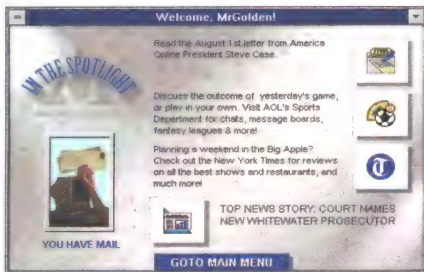 Welcome, MrGolden!
IN THE SPOTLIGHT
Read the August 1st letter from America
Online President Steve Case.
Discuss the outcome of yesterday's game,
or play in your own. Visit AOL's Sports
Department for chats, message boards,
fantasy leagues & more!
Planning a weekend in the Big Apple?
Check out the New York Times for reviews
on all the best shows and restaurants, and
much more!
T
YOU HAVE MAIL
TOP NEWS STORY: COURT NAMES
NEW WHITEWATER PROSECUTOR
GOTO MAIN MENU